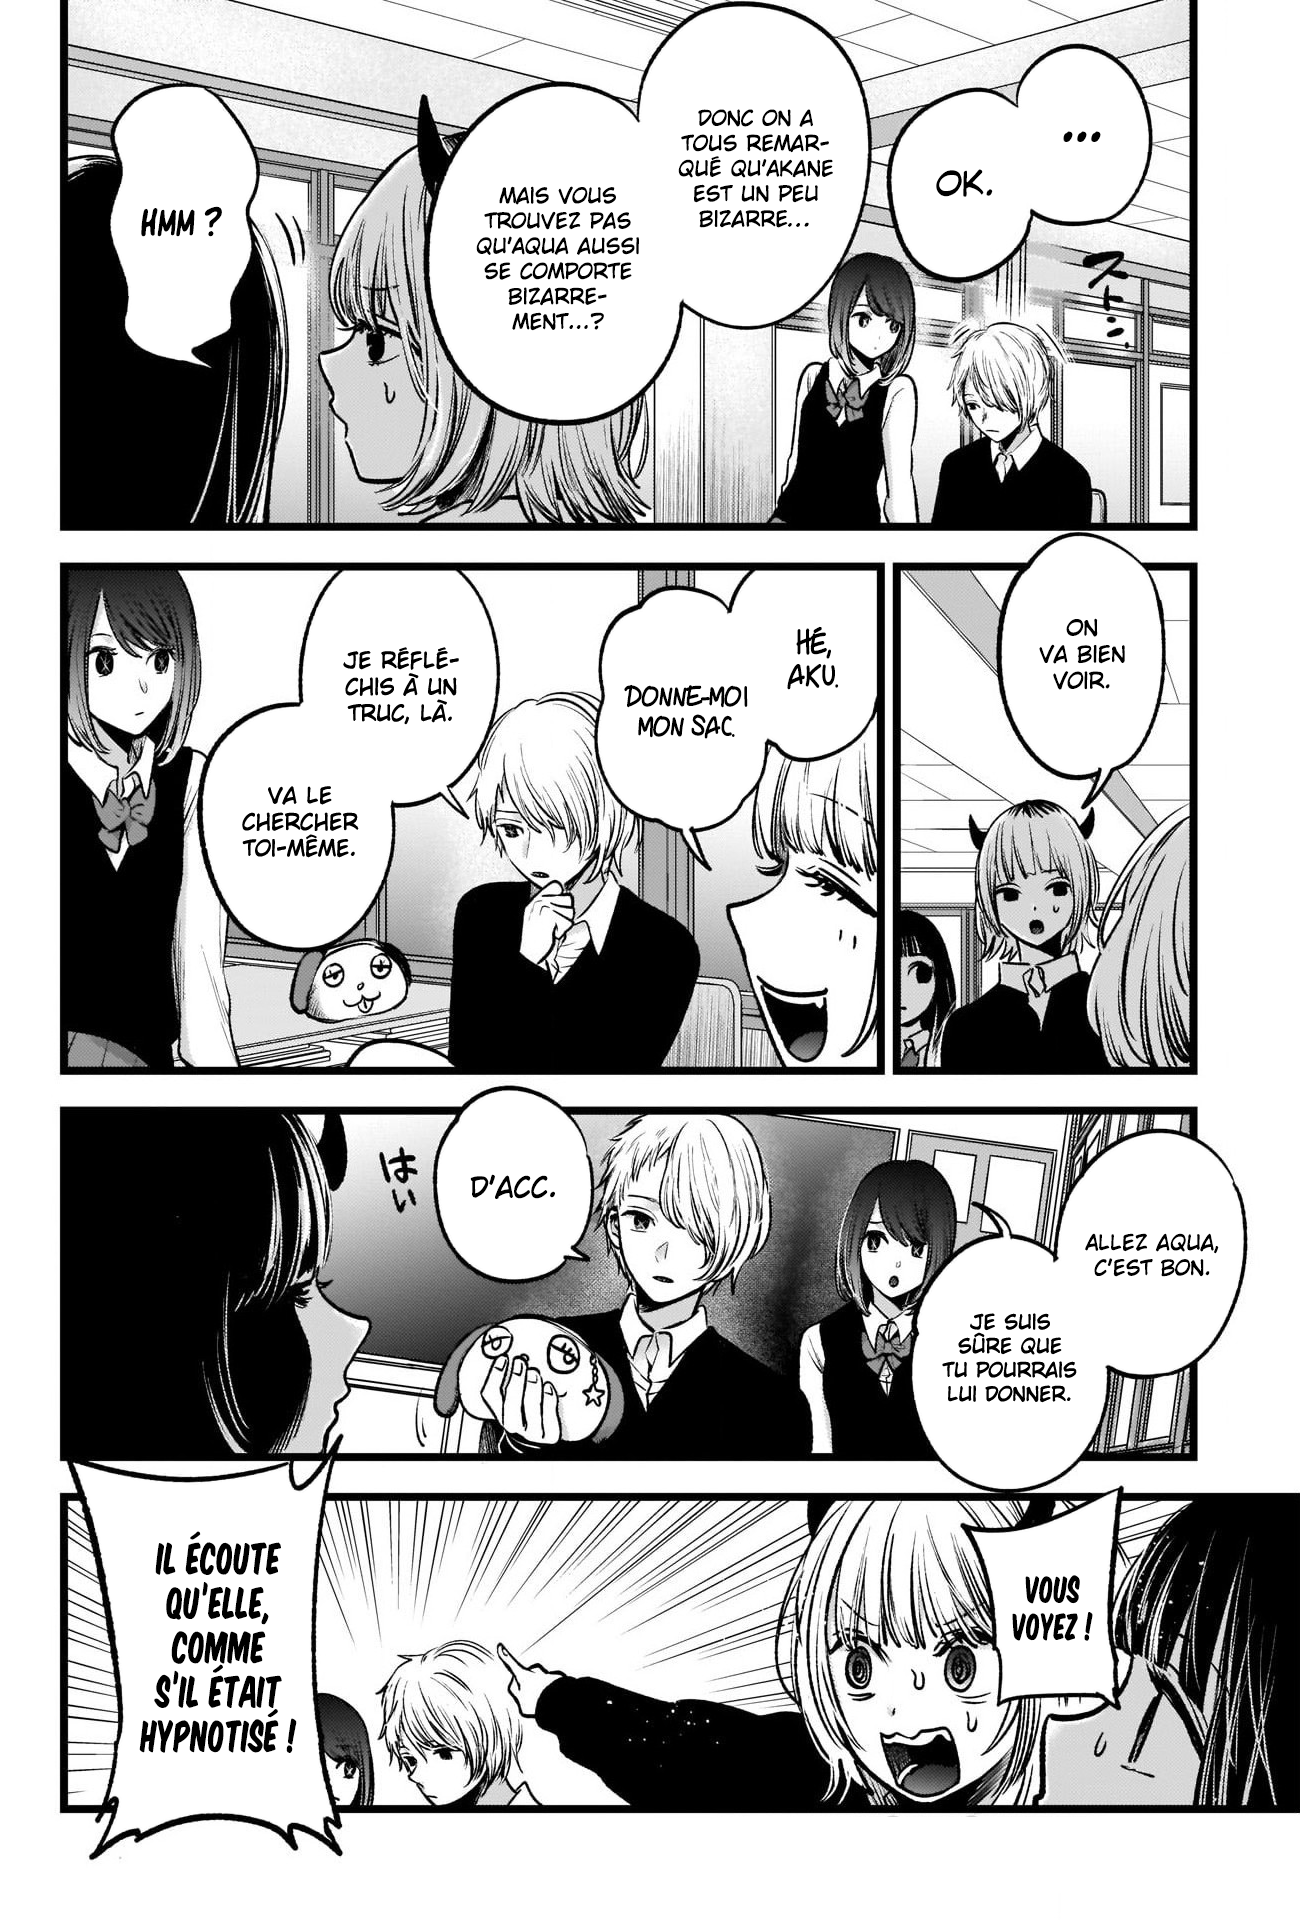 ...
OK.
ストン
DONC ON A
TOUS REMAR-
QUÉ QU'AKANE
EST UN PEU
BIZARRE...
MAIS VOUS
TROUVEZ PAS
QU'AQUA AUSSI
SE COMPORTE
BIZARRE-
MENT...?
HMM ?
ON
VA BIEN
VOIR.
HÉ,
AKU.
DONNE-MOI
MON SAC.
JE RÉFLÉ-
CHIS À UN
TRUC, LÀ.
VA LE
CHERCHER
TOI-MÊME.
ALLEZ AQUA,
C'EST BON.
JE SUIS
SÛRE QUE
TU POURRAIS
LUI DONNER.
D'ACC.
はい
VOUS
VOYEZ !
IL ÉCOUTE
QU'ELLE,
COMME
S'IL ÉTAIT
HYPNOTISÉ !